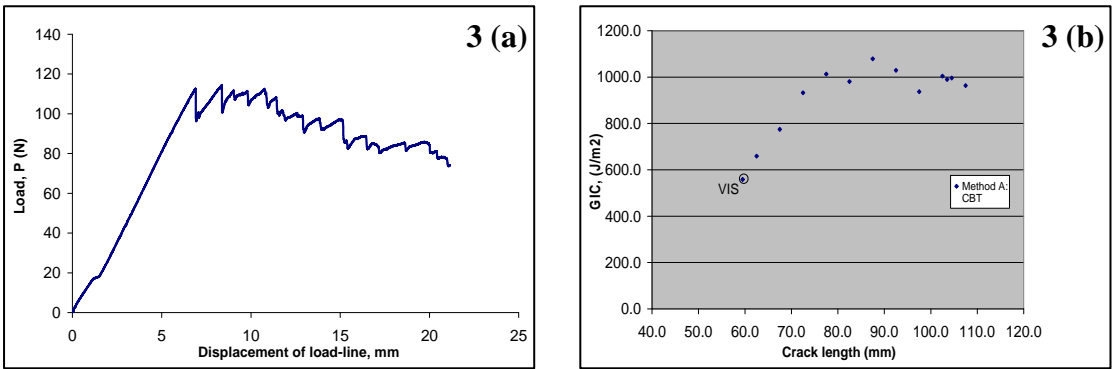 3 (a)
140
120
100
80
60
40
20
0
Load, P (N)
0 5 10 15 20 25
Displacement of load-line, mm
3 (b)
1200.0
1000.0
800.0
600.0
400.0
200.0
0.0
GIC, (J/m2)
VIS
Method A:
CBT
40.0 50.0 60.0 70.0 80.0 90.0 100.0 110.0 120.0
Crack length (mm)